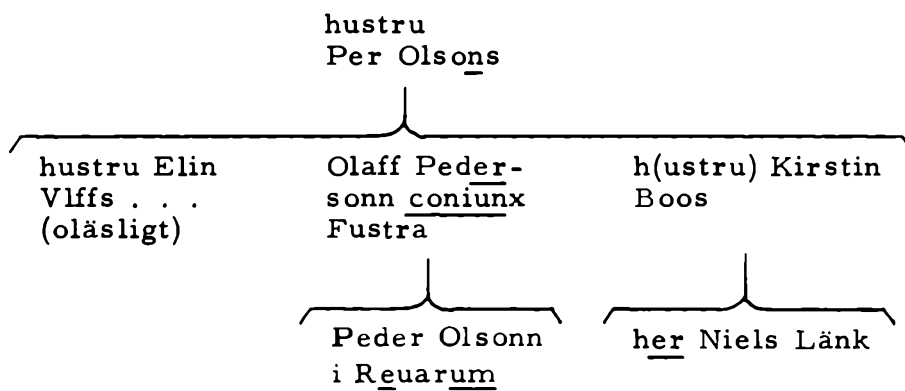 hustru
Per Olsons
hustru Elin
Vlffs . . .
(oläsligt)
Olaff Peder-
sonn coniunx
Fustra
h(ustru) Kirstin
Boos
Peder Olsonn
i Reuarum
her Niels Länk